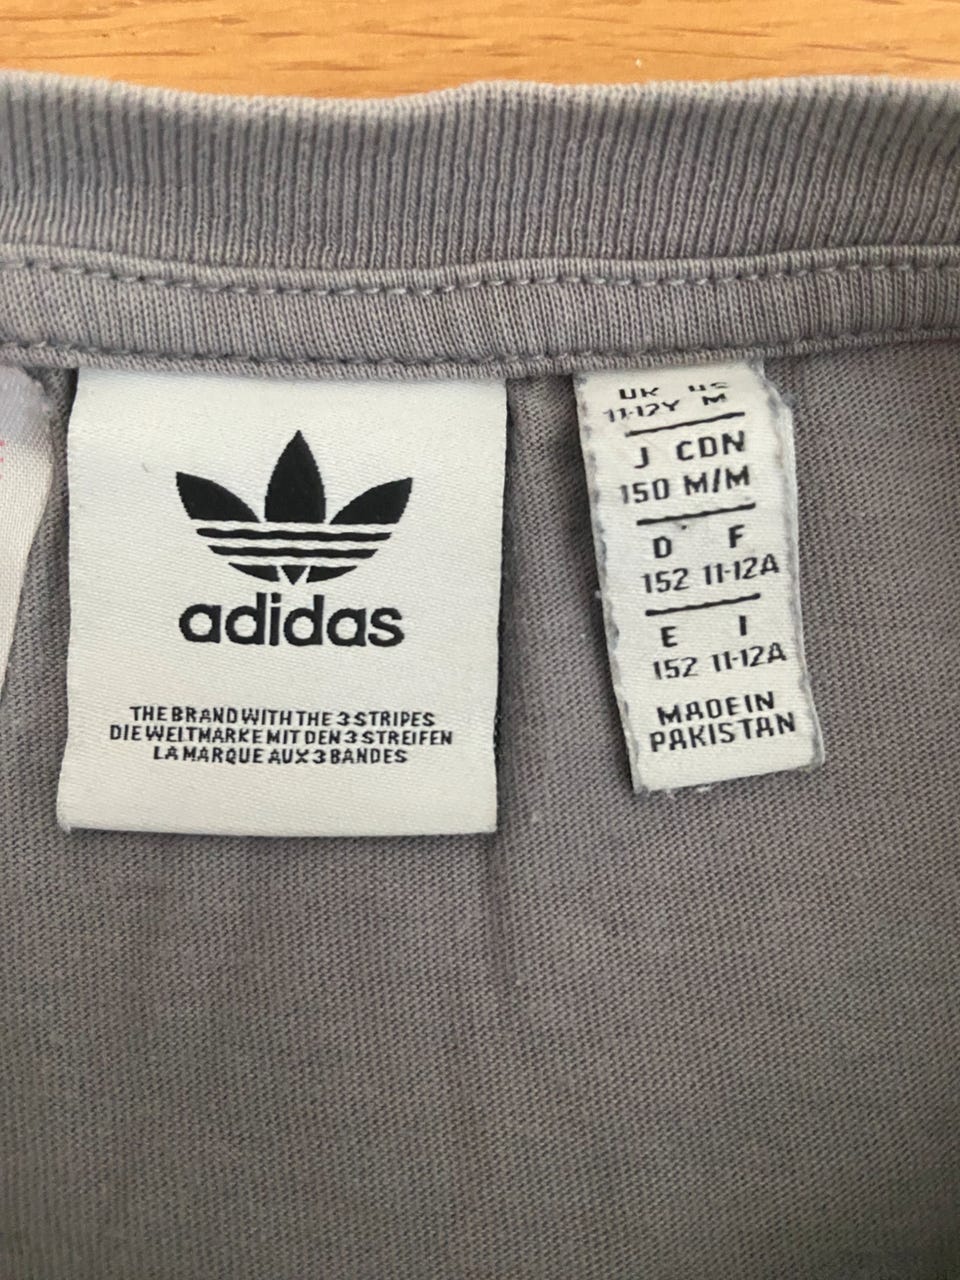 adidas
THE BRAND WITH THE 3 STRIPES
DIE WELTMARKE MIT DEN 3 STREIFEN
LA MARQUE AUX 3 BANDES
UK US
11-12Y M
J CDN
150 M/M
D F
152 11-12A
E I
152 11-12A
MADE IN
PAKISTAN